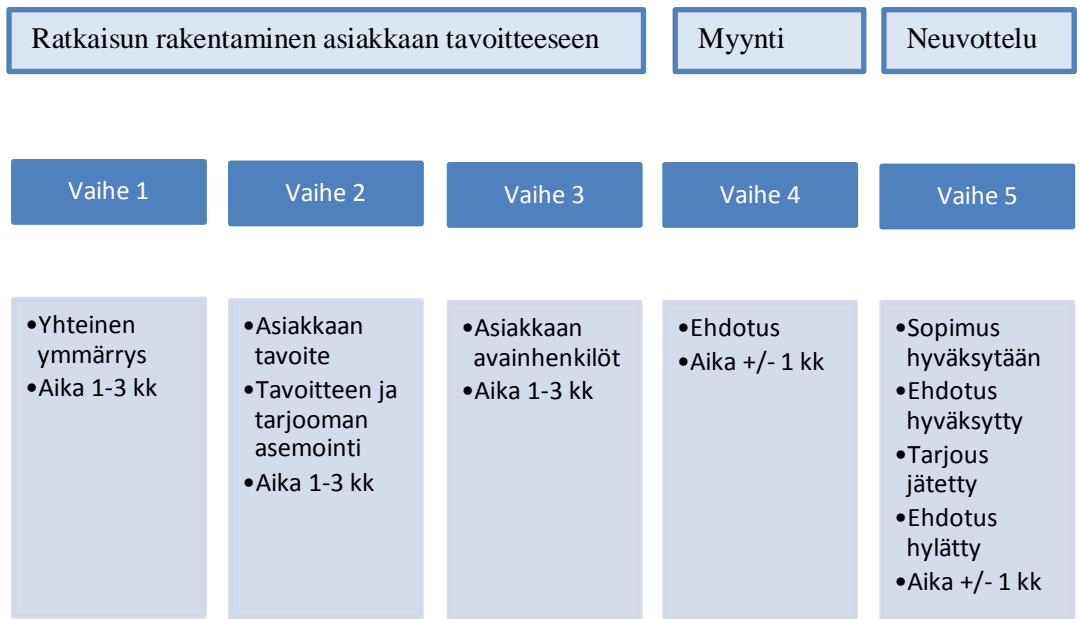 Ratkaisun rakentaminen asiakkaan tavoitteeseen
Myynti
Neuvottelu
Vaihe 1
Vaihe 2
Vaihe 3
Vaihe 4
Vaihe 5
•Yhteinen
ymmärrys
•Aika 1-3 kk
•Asiakkaan
tavoite
•Tavoitteen ja
tarjooman
asemointi
•Aika 1-3 kk
•Asiakkaan
avainhenkilöt
•Aika 1-3 kk
•Ehdotus
•Aika +/- 1 kk
•Sopimus
hyväksytään
•Ehdotus
hyväksytty
•Tarjous
jätetty
•Ehdotus
hylätty
•Aika +/- 1 kk